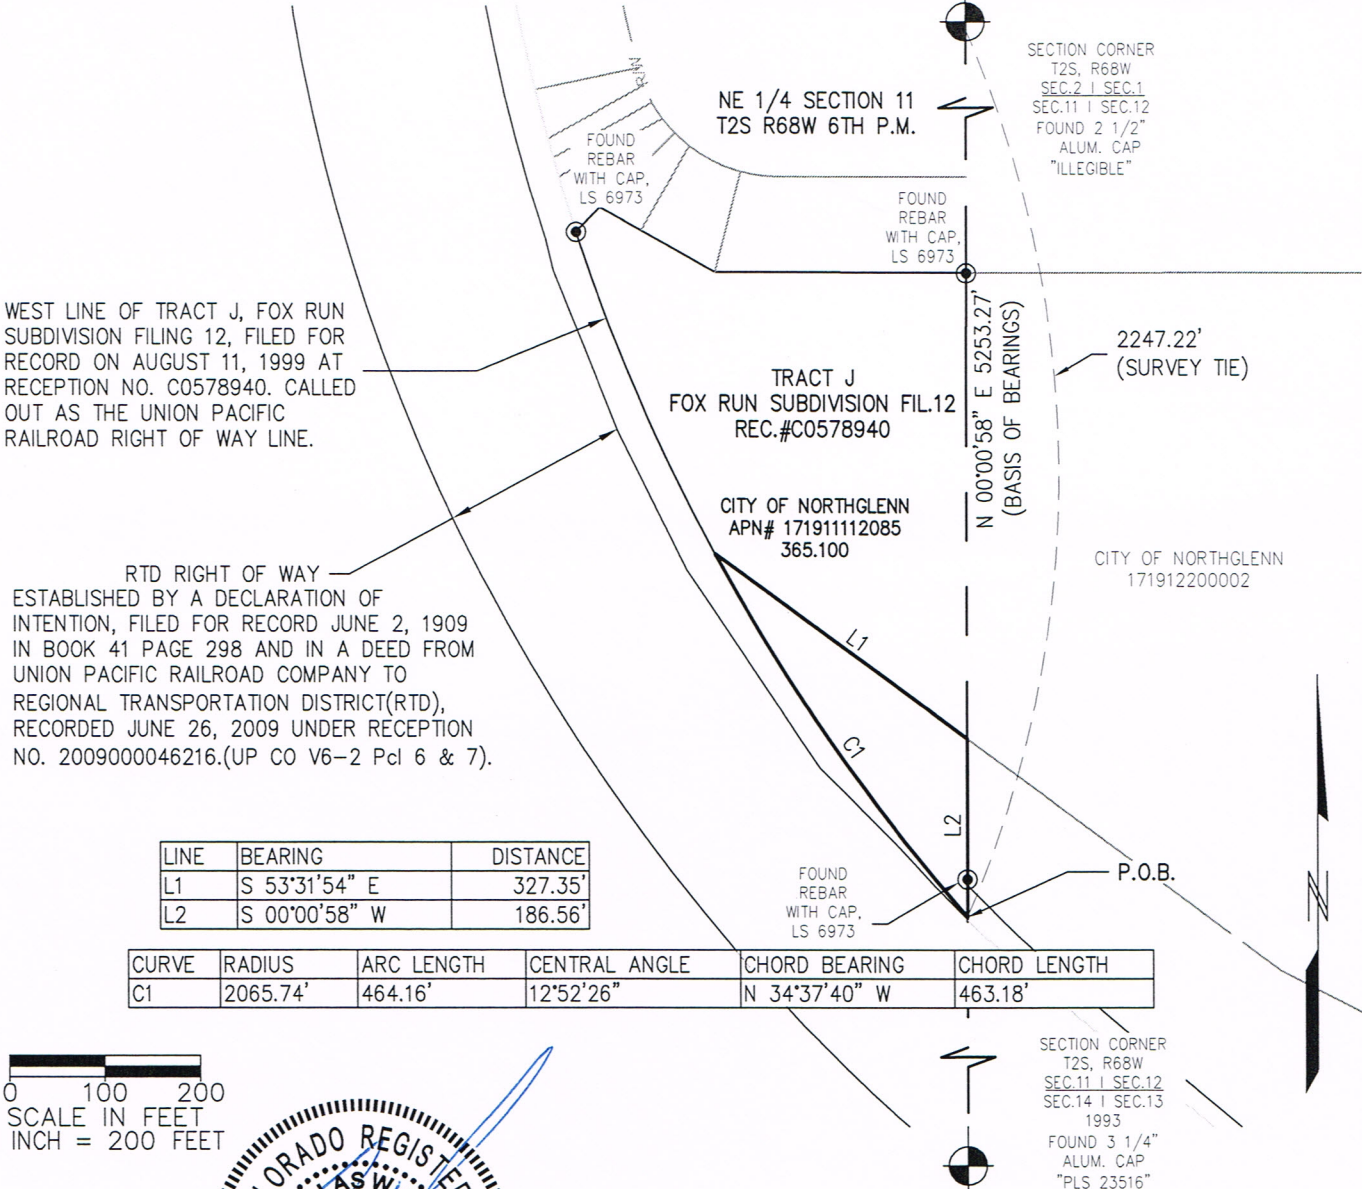 SECTION CORNER
T2S, R68W
SEC.2 | SEC.1
SEC.11 | SEC.12
FOUND 2 1/2"
ALUM. CAP
"ILLEGIBLE"
NE 1/4 SECTION 11
T2S R68W 6TH P.M.
FOUND
REBAR
WITH CAP,
LS 6973
FOUND
REBAR
WITH CAP,
LS 6973
WEST LINE OF TRACT J, FOX RUN
SUBDIVISION FILING 12, FILED FOR
RECORD ON AUGUST 11, 1999 AT
RECEPTION NO. C0578940. CALLED
OUT AS THE UNION PACIFIC
RAILROAD RIGHT OF WAY LINE.
N 00°00'58" E 5253.27'
(BASIS OF BEARINGS)
2247.22'
(SURVEY TIE)
TRACT J
FOX RUN SUBDIVISION FIL.12
REC.#C0578940
CITY OF NORTHGLENN
APN# 171911112085
365.100
CITY OF NORTHGLENN
171912200002
RTD RIGHT OF WAY
ESTABLISHED BY A DECLARATION OF
INTENTION, FILED FOR RECORD JUNE 2, 1909
IN BOOK 41 PAGE 298 AND IN A DEED FROM
UNION PACIFIC RAILROAD COMPANY TO
REGIONAL TRANSPORTATION DISTRICT(RTD),
RECORDED JUNE 26, 2009 UNDER RECEPTION
NO. 2009000046216.(UP CO V6-2 Pcl 6 & 7).
L1
C1
L2
P.O.B.
FOUND
REBAR
WITH CAP,
LS 6973
N
LINE BEARING DISTANCE
L1 S 53°31'54" E 327.35'
L2 S 00°00'58" W 186.56'
CURVE RADIUS ARC LENGTH CENTRAL ANGLE CHORD BEARING CHORD LENGTH
C1 2065.74' 464.16' 12°52'26" N 34°37'40" W 463.18'
0 100 200
SCALE IN FEET
INCH = 200 FEET
SECTION CORNER
T2S, R68W
SEC.11 | SEC.12
SEC.14 | SEC.13
1993
FOUND 3 1/4"
ALUM. CAP
"PLS 23516"